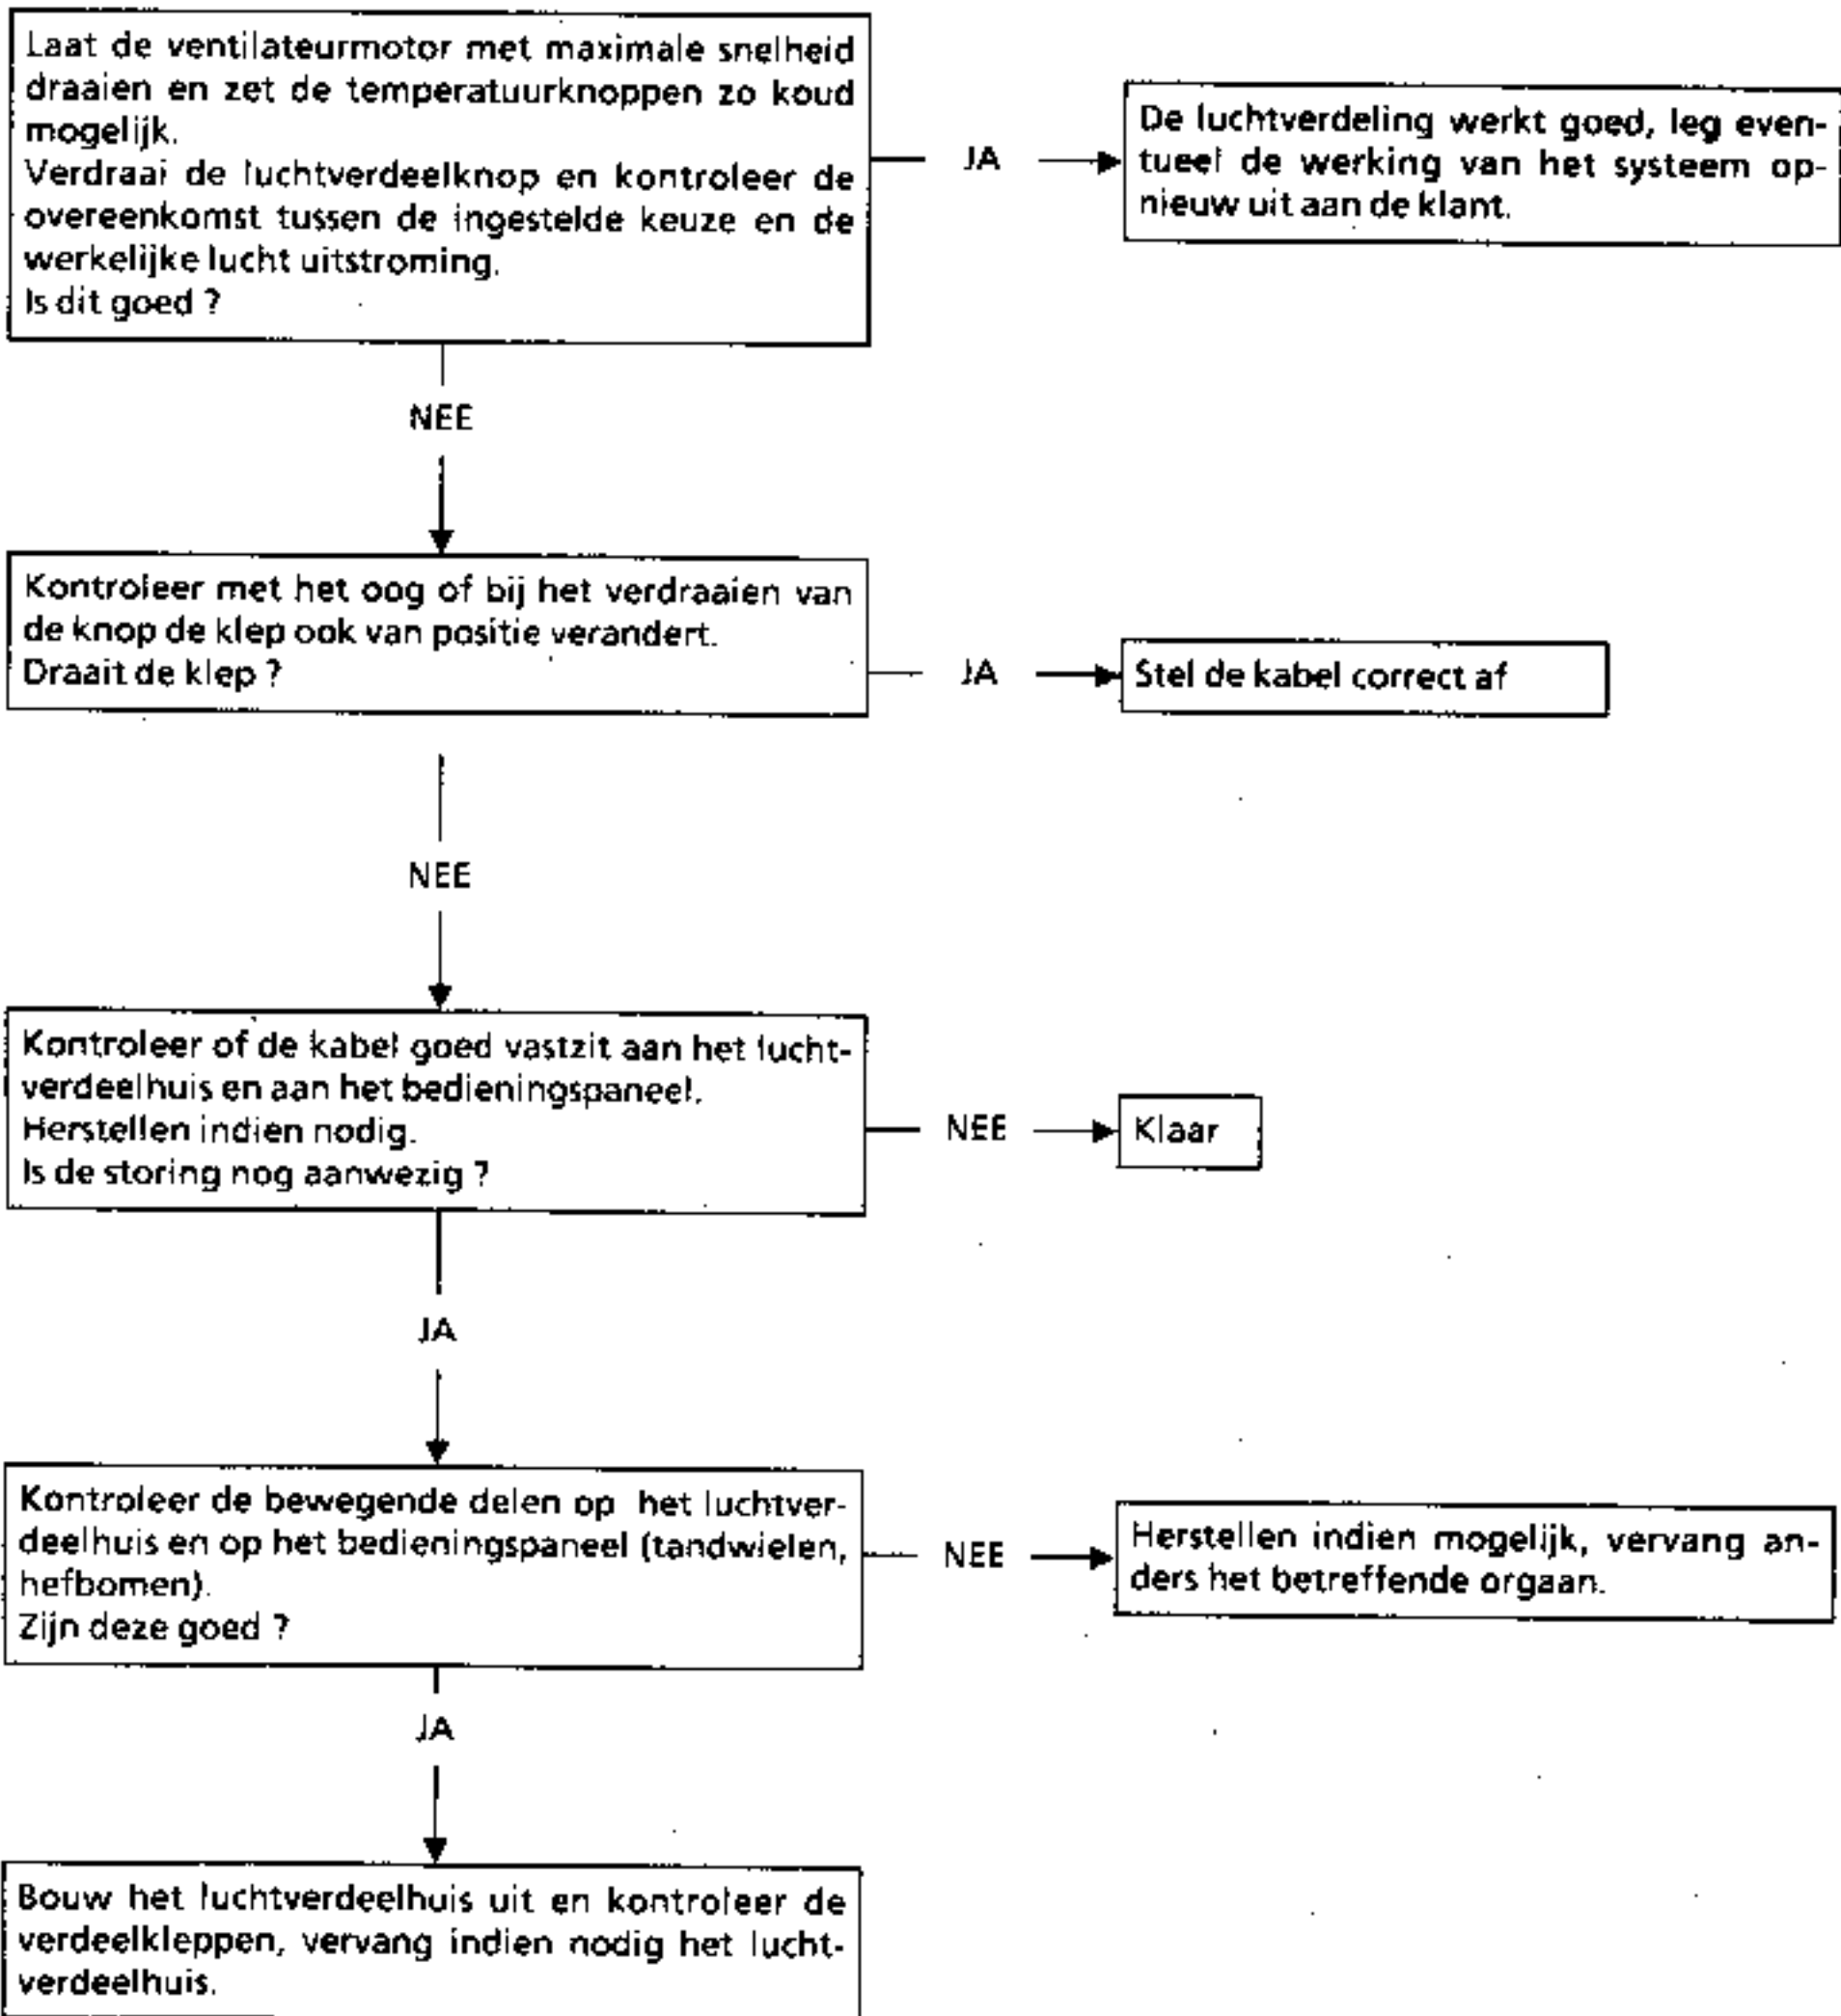 Laat de ventilateurmotor met maximale snelheid
draaien en zet de temperatuurknoppen zo koud
mogelijk.
Verdraai de luchtverdeelknop en kontroleer de
overeenkomst tussen de ingestelde keuze en de
werkelijke lucht uitstroming.
Is dit goed ?
JA
De luchtverdeling werkt goed, leg even-
tueel de werking van het systeem op-
nieuw uit aan de klant.
NEE
Kontroleer met het oog of bij het verdraaien van
de knop de klep ook van positie verandert.
Draait de klep ?
JA
Stel de kabel correct af
NEE
Kontroleer of de kabel goed vastzit aan het lucht-
verdeelhuis en aan het bedieningspaneel.
Herstellen indien nodig.
Is de storing nog aanwezig ?
NEE
Klaar
JA
Kontroleer de bewegende delen op het luchtver-
deelhuis en op het bedieningspaneel (tandwielen,
hefbomen).
Zijn deze goed ?
NEE
Herstellen indien mogelijk, vervang an-
ders het betreffende orgaan.
JA
Bouw het luchtverdeelhuis uit en kontroleer de
verdeelkleppen, vervang indien nodig het lucht-
verdeelhuis.